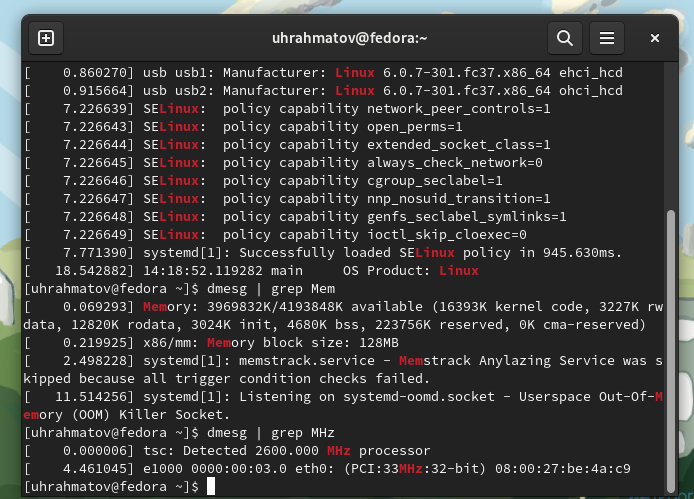 uhrahmatov@fedora:~
[    0.860270] usb usb1: Manufacturer: Linux 6.0.7-301.fc37.x86_64 ehci_hcd
[    0.915664] usb usb2: Manufacturer: Linux 6.0.7-301.fc37.x86_64 ohci_hcd
[    7.226639] SELinux:  policy capability network_peer_controls=1
[    7.226643] SELinux:  policy capability open_perms=1
[    7.226644] SELinux:  policy capability extended_socket_class=1
[    7.226645] SELinux:  policy capability always_check_network=0
[    7.226646] SELinux:  policy capability cgroup_seclabel=1
[    7.226647] SELinux:  policy capability nnp_nosuid_transition=1
[    7.226648] SELinux:  policy capability genfs_seclabel_symlinks=1
[    7.226649] SELinux:  policy capability ioctl_skip_cloexec=0
[    7.771390] systemd[1]: Successfully loaded SELinux policy in 945.630ms.
[   18.542882] 14:18:52.119282 main     OS Product: Linux
[uhrahmatov@fedora ~]$ dmesg | grep Mem
[    0.069293] Memory: 3969832K/4193848K available (16393K kernel code, 3227K rw
data, 12820K rodata, 3024K init, 4680K bss, 223756K reserved, 0K cma-reserved)
[    0.219925] x86/mm: Memory block size: 128MB
[    2.498228] systemd[1]: memstrack.service - Memstrack Anylazing Service was s
kipped because all trigger condition checks failed.
[   11.514256] systemd[1]: Listening on systemd-oomd.socket - Userspace Out-Of-M
emory (OOM) Killer Socket.
[uhrahmatov@fedora ~]$ dmesg | grep MHz
[    0.000006] tsc: Detected 2600.000 MHz processor
[    4.461045] e1000 0000:00:03.0 eth0: (PCI:33MHz:32-bit) 08:00:27:be:4a:c9
[uhrahmatov@fedora ~]$